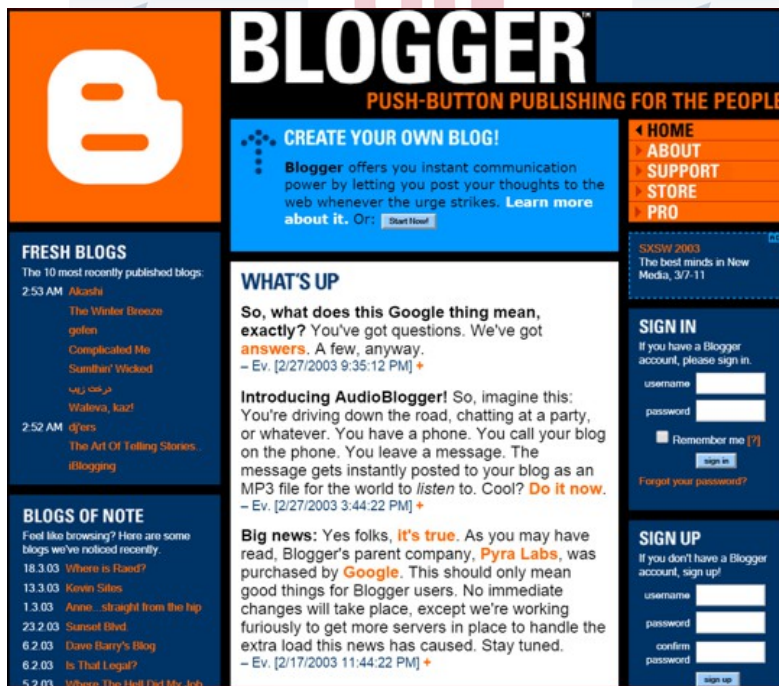 BLOGGER™
PUSH-BUTTON PUBLISHING FOR THE PEOPLE
CREATE YOUR OWN BLOG!
Blogger offers you instant communication
power by letting you post your thoughts to the
web whenever the urge strikes. Learn more
about it. Or: Start Now!
HOME
ABOUT
SUPPORT
STORE
PRO
FRESH BLOGS
The 10 most recently published blogs:
2:53 AM Akashi
The Winter Breeze
gofen
Complicated Me
Sumthin' Wicked
درخت زیب
Wateva, kaz!
2:52 AM dj'ers
The Art Of Telling Stories..
iBlogging
BLOGS OF NOTE
Feel like browsing? Here are some
blogs we've noticed recently.
18.3.03 Where is Raed?
13.3.03 Kevin Sites
1.3.03 Anne...straight from the hip
23.2.03 Sunset Blvd.
6.2.03 Dave Barry's Blog
6.2.03 Is That Legal?
5.2.03 Where The Hell Did My Job
WHAT'S UP
So, what does this Google thing mean,
exactly? You've got questions. We've got
answers. A few, anyway.
– Ev. [2/27/2003 9:35:12 PM] +
Introducing AudioBlogger! So, imagine this:
You're driving down the road, chatting at a party,
or whatever. You have a phone. You call your blog
on the phone. You leave a message. The
message gets instantly posted to your blog as an
MP3 file for the world to listen to. Cool? Do it now.
– Ev. [2/27/2003 3:44:22 PM] +
Big news: Yes folks, it's true. As you may have
read, Blogger's parent company, Pyra Labs, was
purchased by Google. This should only mean
good things for Blogger users. No immediate
changes will take place, except we're working
furiously to get more servers in place to handle the
extra load this news has caused. Stay tuned.
– Ev. [2/17/2003 11:44:22 PM] +
SXSW 2003
The best minds in New
Media, 3/7-11
SIGN IN
If you have a Blogger
account, please sign in.
username
password
Remember me [?]
sign in
Forgot your password?
SIGN UP
If you don't have a Blogger
account, sign up!
username
password
confirm
password
sign up